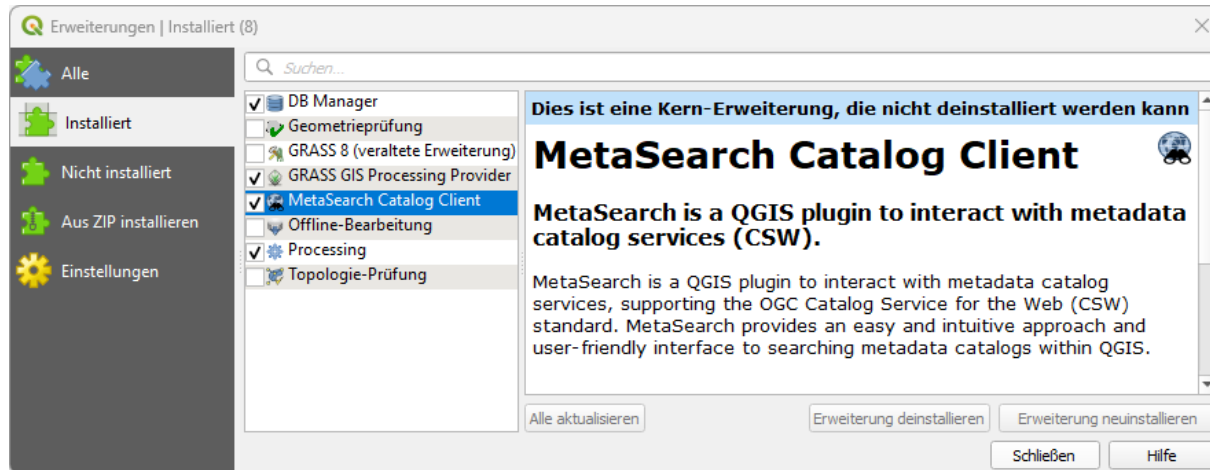 Erweiterungen | Installiert (8)
Alle
Installiert
Nicht installiert
Aus ZIP installieren
Einstellungen
Suchen...
DB Manager
Geometrieprüfung
GRASS 8 (veraltete Erweiterung)
GRASS GIS Processing Provider
MetaSearch Catalog Client
Offline-Bearbeitung
Processing
Topologie-Prüfung
Dies ist eine Kern-Erweiterung, die nicht deinstalliert werden kann
MetaSearch Catalog Client
MetaSearch is a QGIS plugin to interact with metadata
catalog services (CSW).
MetaSearch is a QGIS plugin to interact with metadata catalog
services, supporting the OGC Catalog Service for the Web (CSW)
standard. MetaSearch provides an easy and intuitive approach and
user-friendly interface to searching metadata catalogs within QGIS.
Alle aktualisieren
Erweiterung deinstallieren
Erweiterung neuinstallieren
Schließen
Hilfe